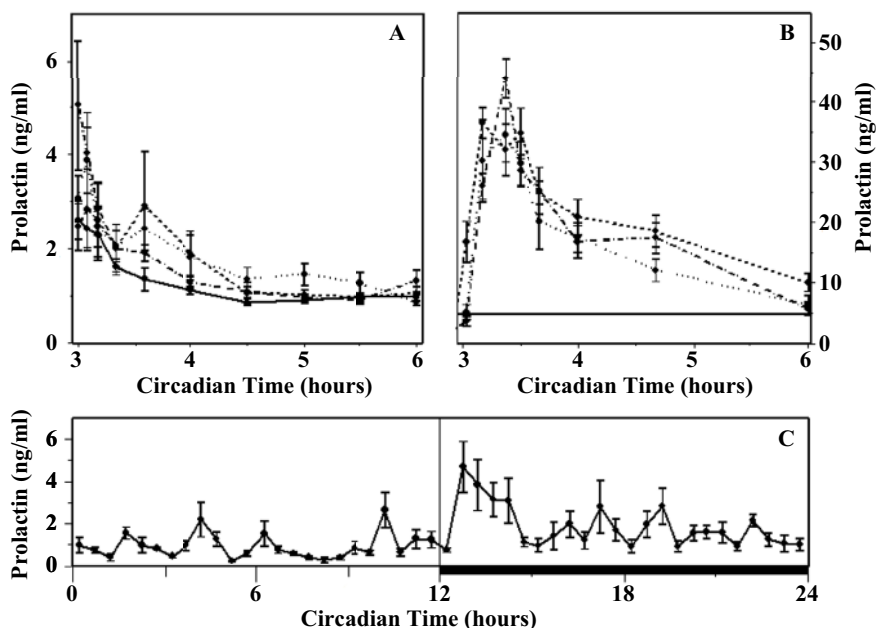 A
6
4
2
0
Prolactin (ng/ml)
3 4 5 6
Circadian Time (hours)
B
50
40
30
20
10
0
Prolactin (ng/ml)
3 4 5 6
Circadian Time (hours)
C
6
4
2
0
Prolactin (ng/ml)
0 6 12 18 24
Circadian Time (hours)